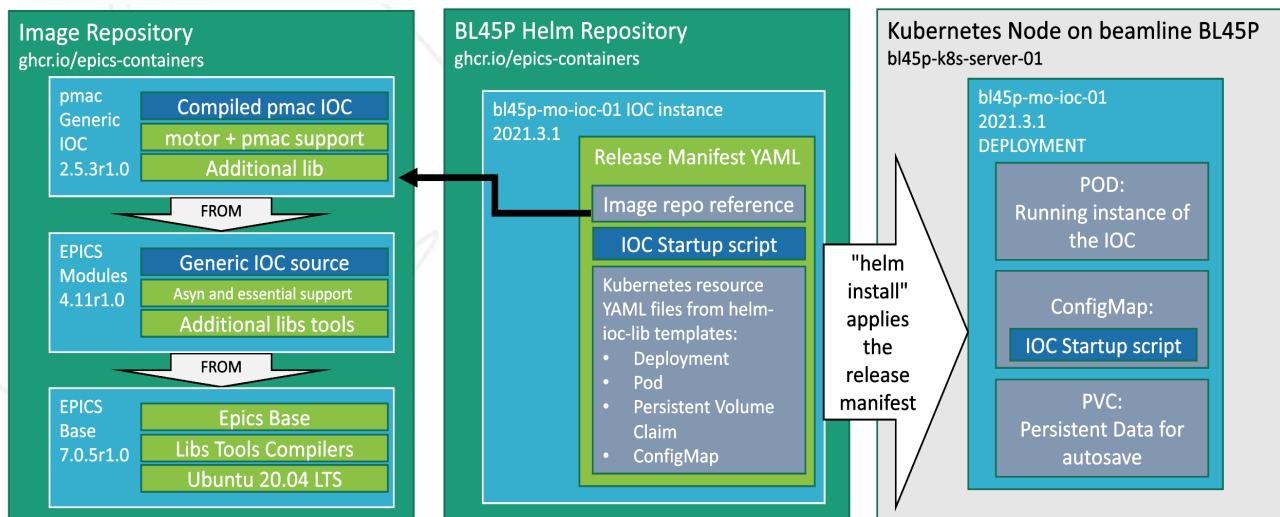 Image Repository
ghcr.io/epics-containers
pmac
Generic
IOC
2.5.3r1.0
Compiled pmac IOC
motor + pmac support
Additional lib
FROM
EPICS
Modules
4.11r1.0
Generic IOC source
Asyn and essential support
Additional libs tools
FROM
EPICS
Base
7.0.5r1.0
Epics Base
Libs Tools Compilers
Ubuntu 20.04 LTS
BL45P Helm Repository
ghcr.io/epics-containers
bl45p-mo-ioc-01 IOC instance
2021.3.1
Release Manifest YAML
Image repo reference
IOC Startup script
Kubernetes resource
YAML files from helm-
ioc-lib templates:
• Deployment
• Pod
• Persistent Volume
Claim
• ConfigMap
"helm
install"
applies
the
release
manifest
Kubernetes Node on beamline BL45P
bl45p-k8s-server-01
bl45p-mo-ioc-01
2021.3.1
DEPLOYMENT
POD:
Running instance of
the IOC
ConfigMap:
IOC Startup script
PVC:
Persistent Data for
autosave